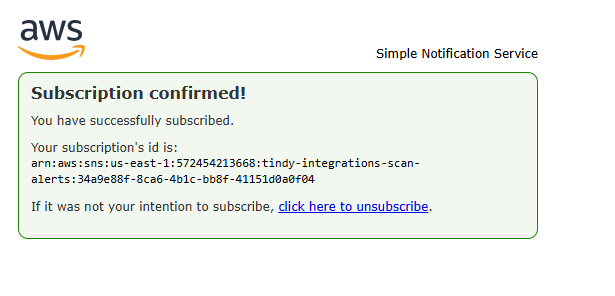 aws
Simple Notification Service
Subscription confirmed!
You have successfully subscribed.
Your subscription's id is:
arn:aws:sns:us-east-1:572454213668:tindy-integrations-scan-
alerts:34a9e88f-8ca6-4b1c-bb8f-41151d0a0f04
If it was not your intention to subscribe, click here to unsubscribe.